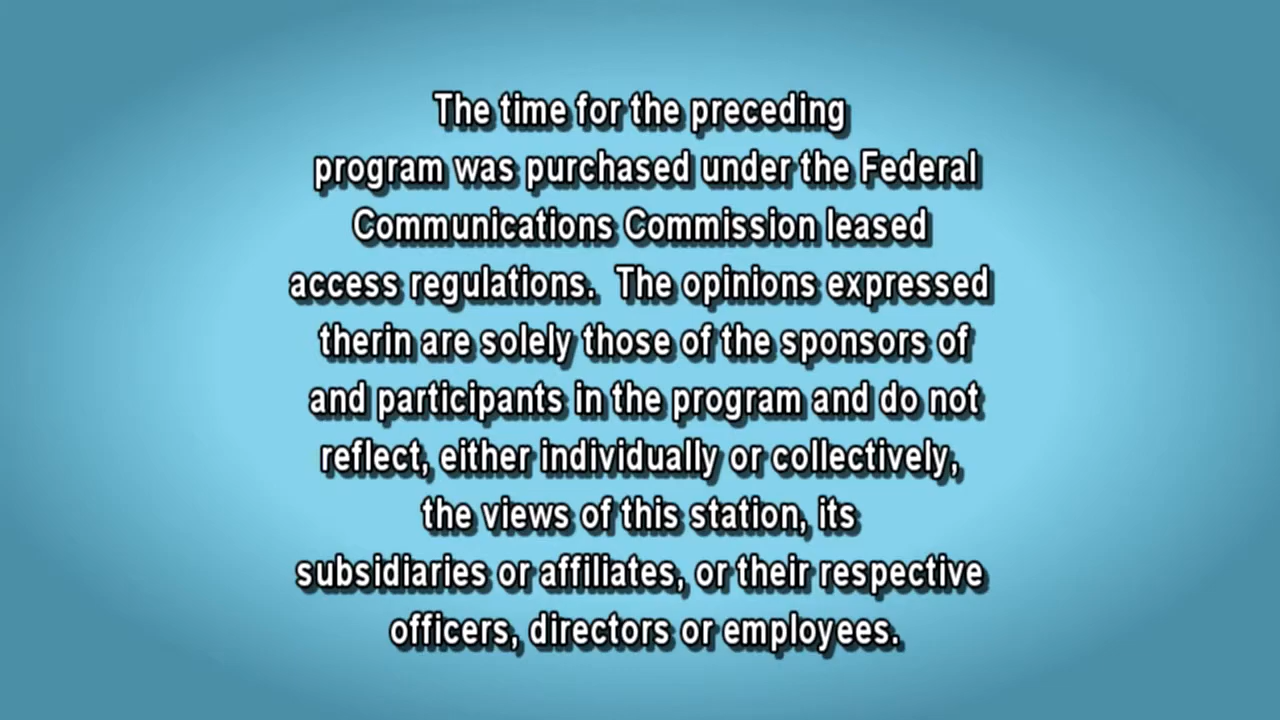 The time for the preceding
program was purchased under the Federal
Communications Commission leased
access regulations.  The opinions expressed
therin are solely those of the sponsors of
and participants in the program and do not
reflect, either individually or collectively,
the views of this station, its
subsidiaries or affiliates, or their respective
officers, directors or employees.